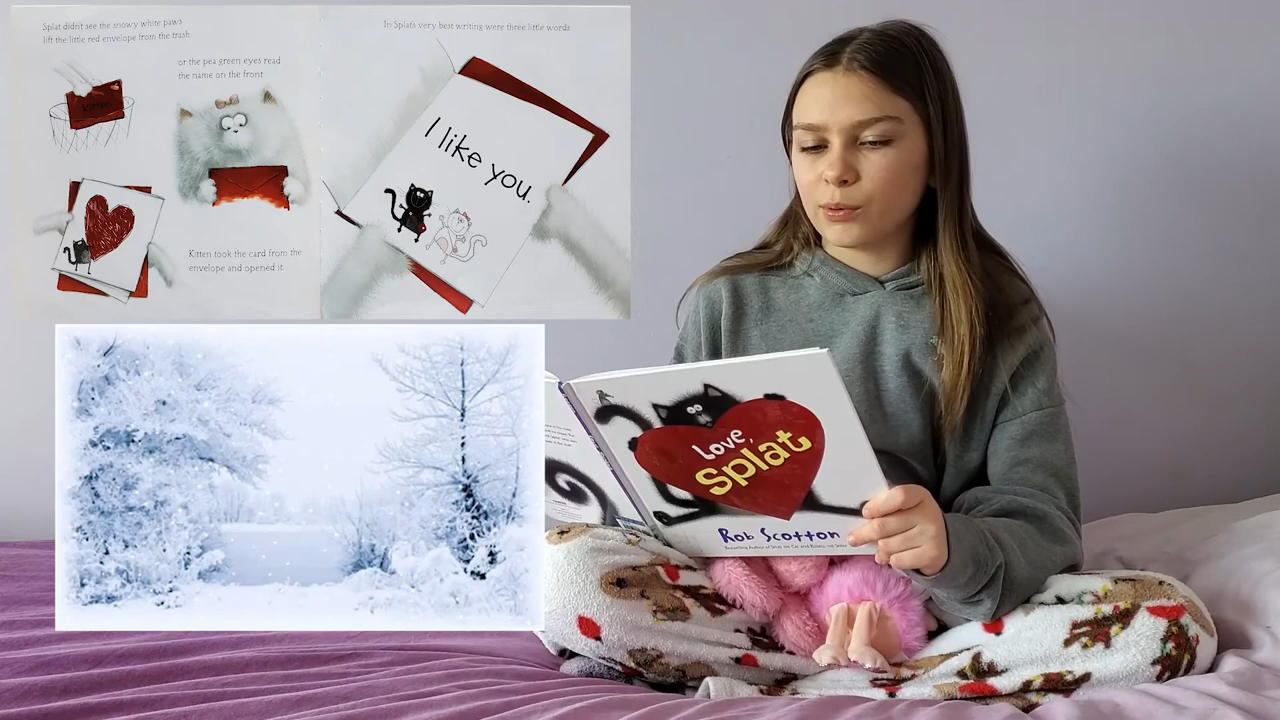 Splat didn't see the snowy white paws
lift the little red envelope from the trash
or the pea green eyes read
the name on the front
Kitten
Kitten took the card from the
envelope and opened it
In Splat's very best writing were three little words
I like you.
Love,
Splat
Rob Scotton